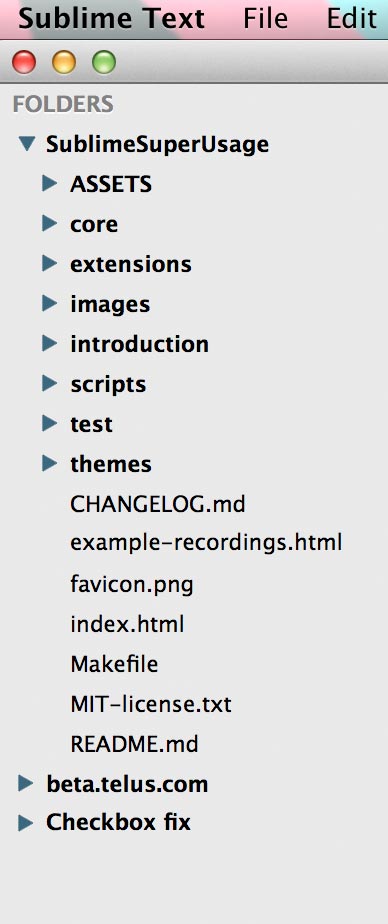 Sublime Text File Edit
FOLDERS
SublimeSuperUsage
ASSETS
core
extensions
images
introduction
scripts
test
themes
CHANGELOG.md
example-recordings.html
favicon.png
index.html
Makefile
MIT-license.txt
README.md
beta.telus.com
Checkbox fix